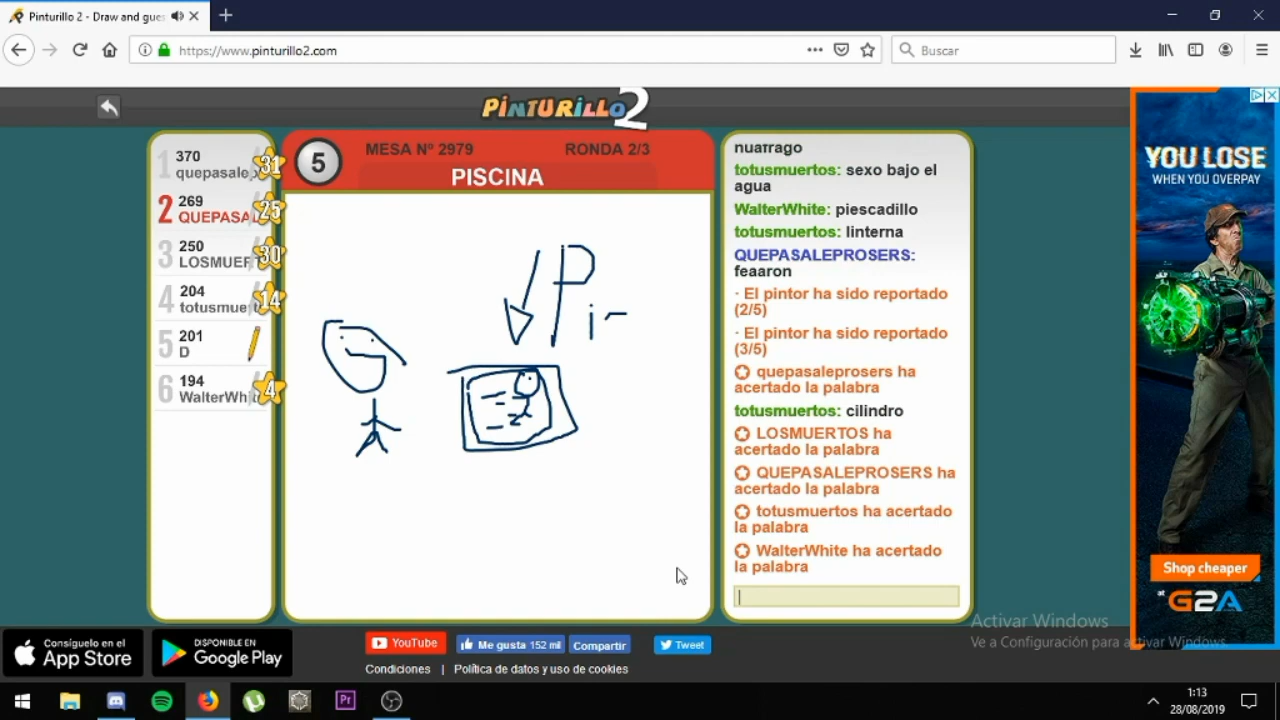 Pinturillo 2 - Draw and gues
https://www.pinturillo2.com
Buscar
PiNTURiLLO 2
1 370 quepasalep 31
2 269 QUEPASA 25
3 250 LOSMUER 30
4 204 totusmuer 14
5 201 D
6 194 WalterWh 4
5
MESA Nº 2979
RONDA 2/3
PISCINA
P
i
nuafrago
totusmuertos: sexo bajo el
agua
WalterWhite: piescadillo
totusmuertos: linterna
QUEPASALEPROSERS:
feaaron
· El pintor ha sido reportado
(2/5)
· El pintor ha sido reportado
(3/5)
quepasaleprosers ha
acertado la palabra
totusmuertos: cilindro
LOSMUERTOS ha
acertado la palabra
QUEPASALEPROSERS ha
acertado la palabra
totusmuertos ha acertado
la palabra
WalterWhite ha acertado
la palabra
YOU LOSE
WHEN YOU OVERPAY
Shop cheaper
at G2A
Activar Windows
Ve a Configuración para activar Windows.
Consíguelo en el
App Store
DISPONIBLE EN
Google Play
YouTube
Me gusta 152 mil
Compartir
Tweet
Condiciones | Política de datos y uso de cookies
Pr
1:13
28/08/2019